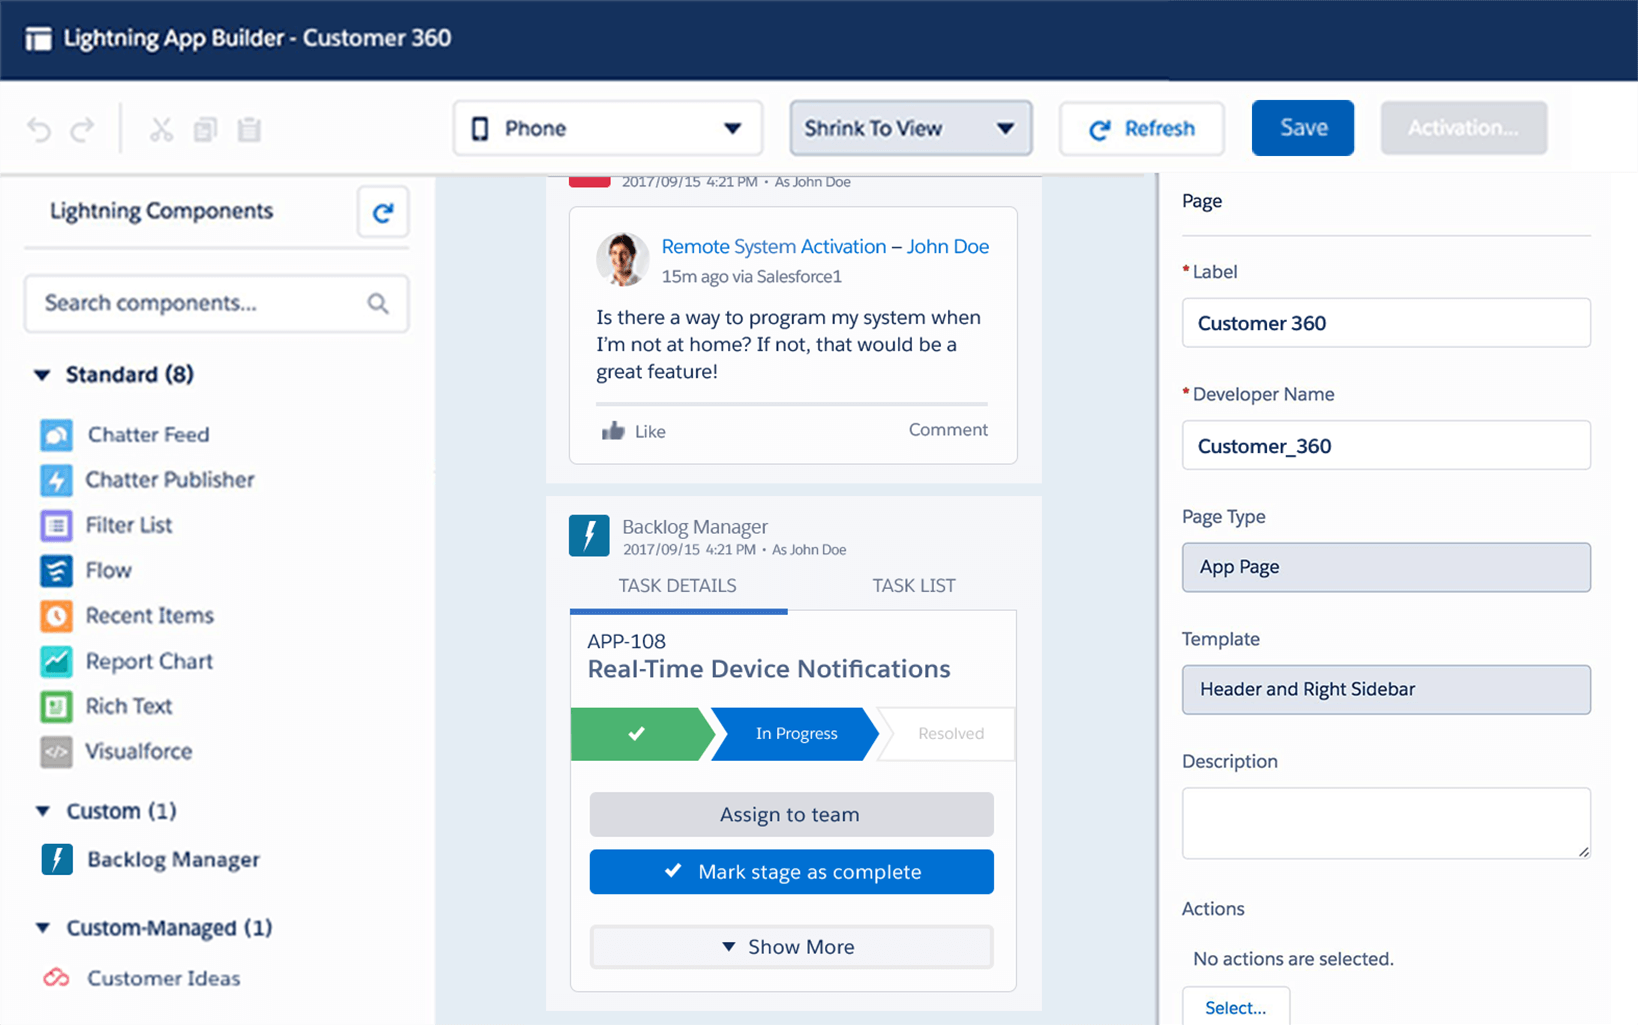 Lightning App Builder - Customer 360
Phone
Shrink To View
Refresh
Save
Activation...
Lightning Components
Search components...
Standard (8)
Chatter Feed
Chatter Publisher
Filter List
Flow
Recent Items
Report Chart
Rich Text
Visualforce
Custom (1)
Backlog Manager
Custom-Managed (1)
Customer Ideas
2017/09/15 4:21 PM • As John Doe
Remote System Activation – John Doe
15m ago via Salesforce1
Is there a way to program my system when
I'm not at home? If not, that would be a
great feature!
Like
Comment
Backlog Manager
2017/09/15 4:21 PM • As John Doe
TASK DETAILS
TASK LIST
APP-108
Real-Time Device Notifications
In Progress
Resolved
Assign to team
Mark stage as complete
Show More
Page
*Label
Customer 360
*Developer Name
Customer_360
Page Type
App Page
Template
Header and Right Sidebar
Description
Actions
No actions are selected.
Select...